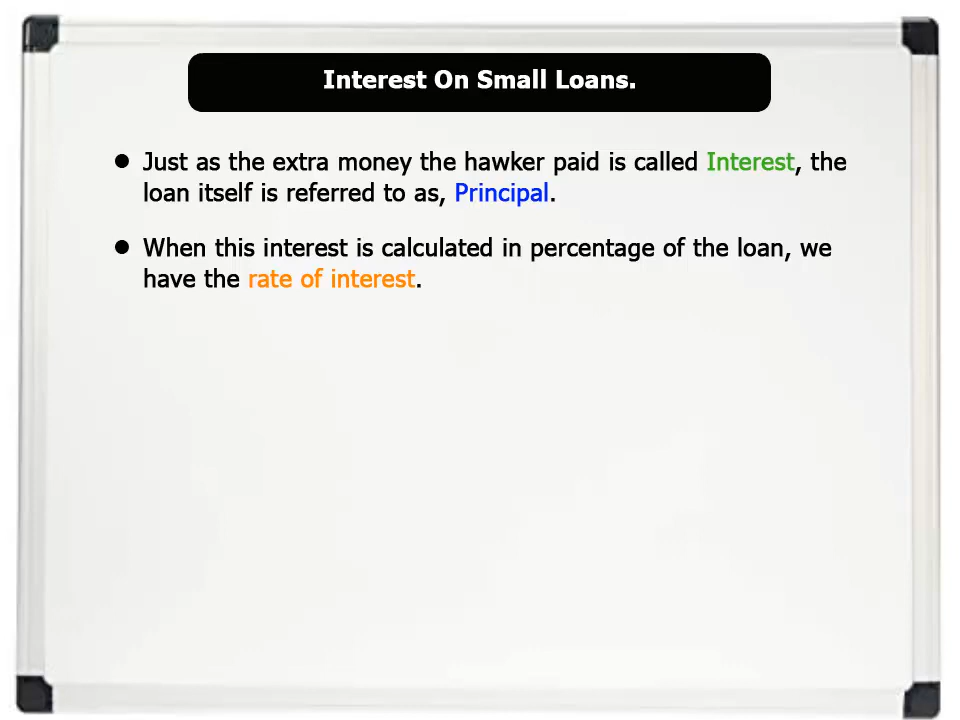 Interest On Small Loans.
Just as the extra money the hawker paid is called Interest, the
loan itself is referred to as, Principal.
When this interest is calculated in percentage of the loan, we
have the rate of interest.